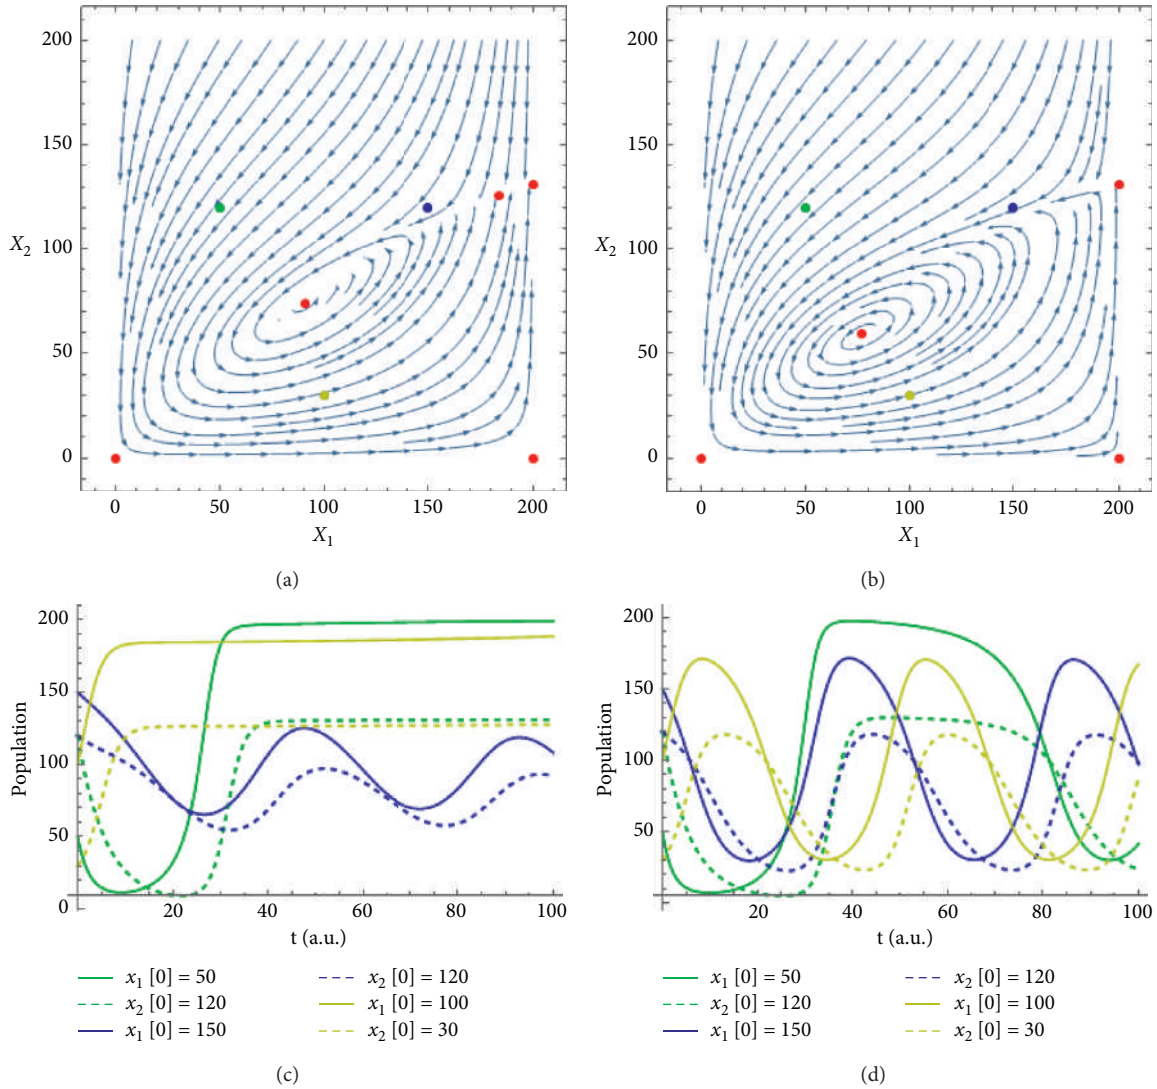 200
150
X2
100
50
0
0 50 100 150 200
X1
(a)
200
150
X2
100
50
0
0 50 100 150 200
X1
(b)
200
150
Population
100
50
0
20 40 60 80 100
t (a.u.)
x1 [0] = 50
x2 [0] = 120
x1 [0] = 150
x2 [0] = 120
x1 [0] = 100
x2 [0] = 30
(c)
200
150
Population
100
50
0
20 40 60 80 100
t (a.u.)
x1 [0] = 50
x2 [0] = 120
x1 [0] = 150
x2 [0] = 120
x1 [0] = 100
x2 [0] = 30
(d)